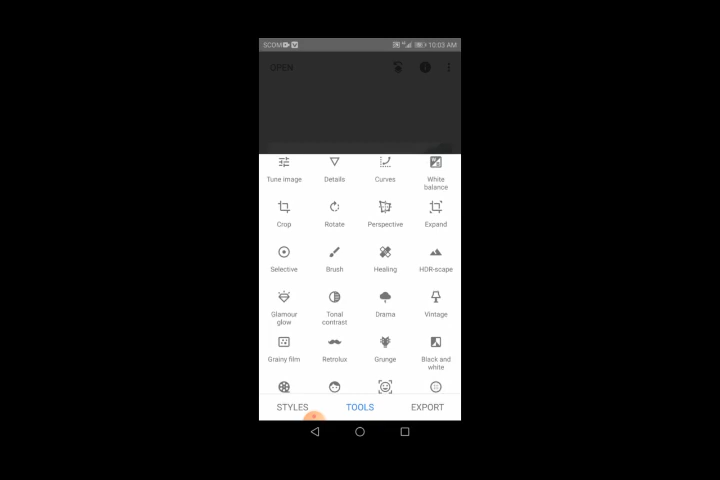 SCOM 10:03 AM
OPEN
Tune image Details Curves White balance
Crop Rotate Perspective Expand
Selective Brush Healing HDR-scape
Glamour glow Tonal contrast Drama Vintage
Grainy film Retrolux Grunge Black and white
STYLES TOOLS EXPORT